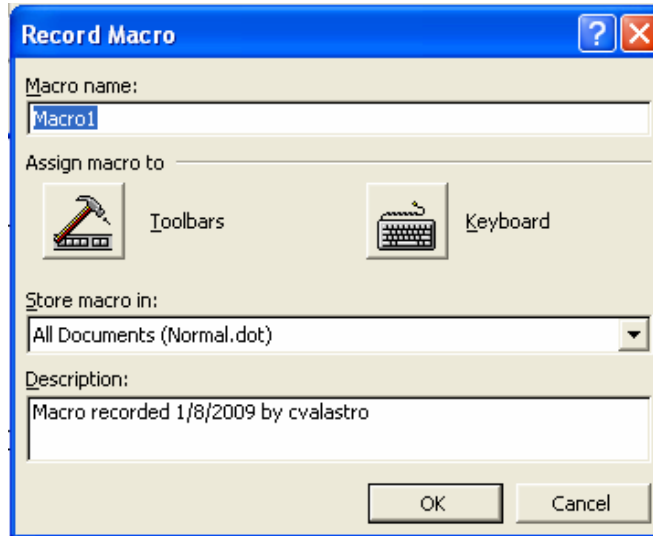 Record Macro
Macro name:
Macro1
Assign macro to
Toolbars
Keyboard
Store macro in:
All Documents (Normal.dot)
Description:
Macro recorded 1/8/2009 by cvalastro
OK
Cancel